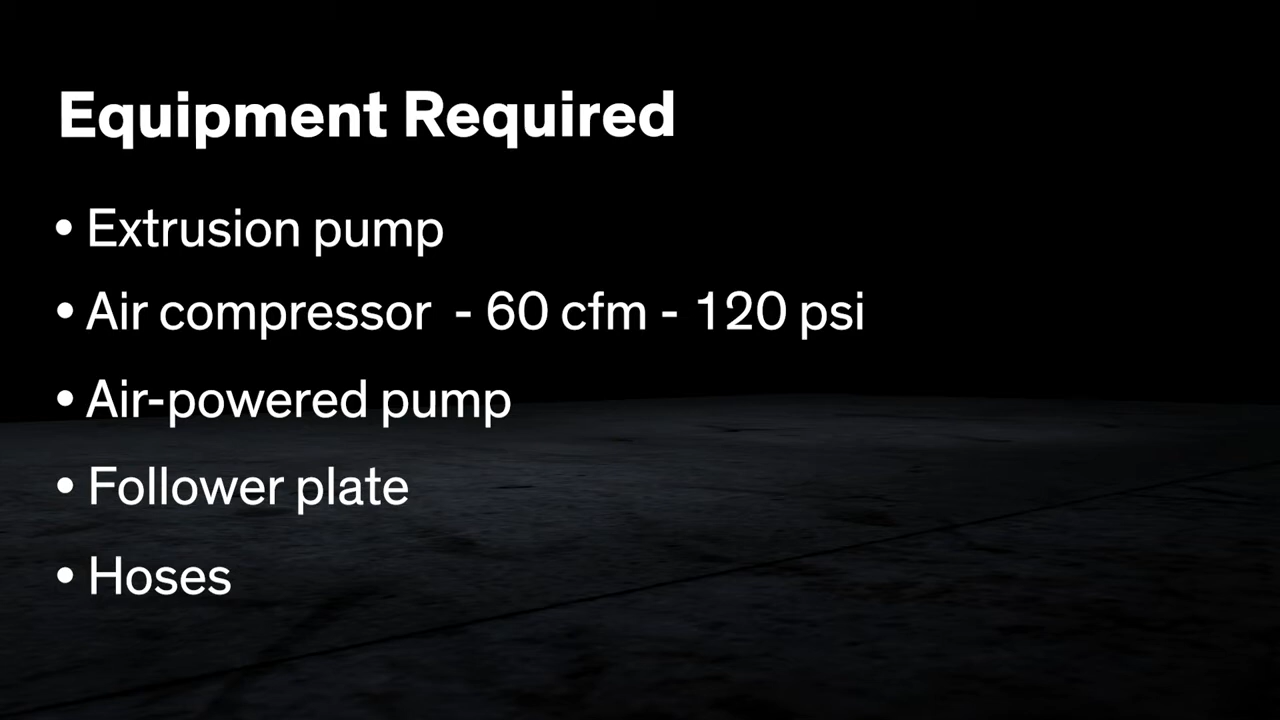 Equipment Required
• Extrusion pump
• Air compressor - 60 cfm - 120 psi
• Air-powered pump
• Follower plate
• Hoses